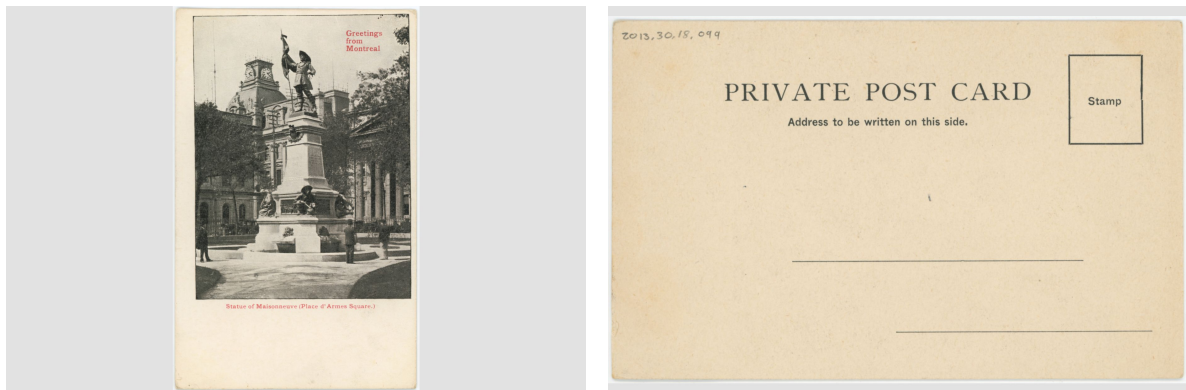 Greetings
from
Montreal
Statue of Maisonneuve (Place d'Armes Square.)
2013.30.18.099
PRIVATE POST CARD
Address to be written on this side.
Stamp